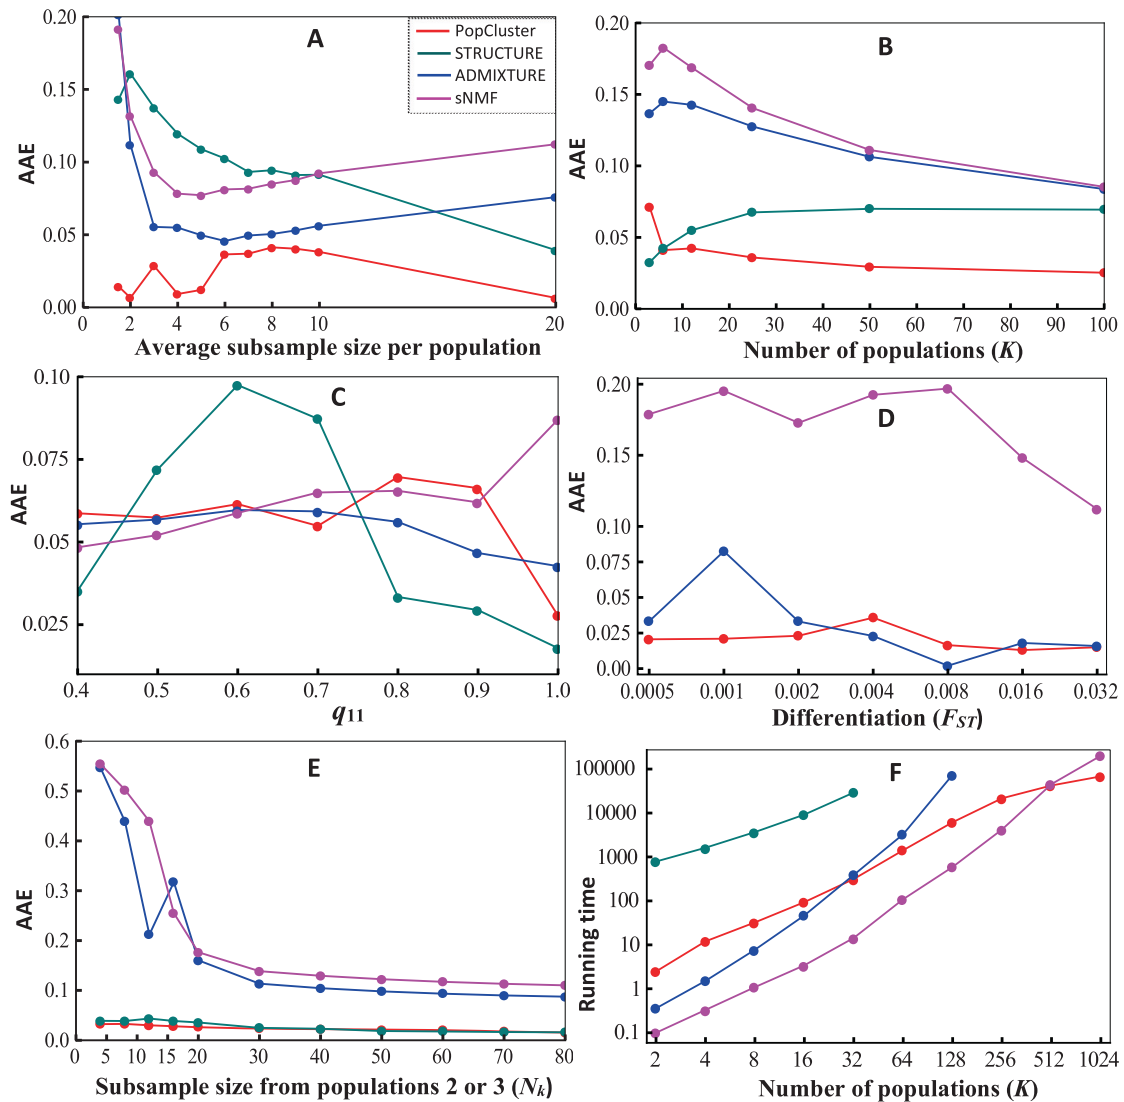 A
PopCluster
STRUCTURE
ADMIXTURE
sNMF
AAE
0.20
0.15
0.10
0.05
0.00
0 2 4 6 8 10 20
Average subsample size per population
B
AAE
0.20
0.15
0.10
0.05
0.00
0 10 20 30 40 50 60 70 80 90 100
Number of populations (K)
C
AAE
0.10
0.075
0.05
0.025
0.4 0.5 0.6 0.7 0.8 0.9 1.0
q11
D
AAE
0.20
0.15
0.10
0.075
0.05
0.025
0.00
0.0005 0.001 0.002 0.004 0.008 0.016 0.032
Differentiation (FST)
E
AAE
0.6
0.5
0.4
0.3
0.2
0.1
0.0
0 5 10 15 20 30 40 50 60 70 80
Subsample size from populations 2 or 3 (Nk)
F
Running time
100000
10000
1000
100
10
1
0.1
2 4 8 16 32 64 128 256 512 1024
Number of populations (K)